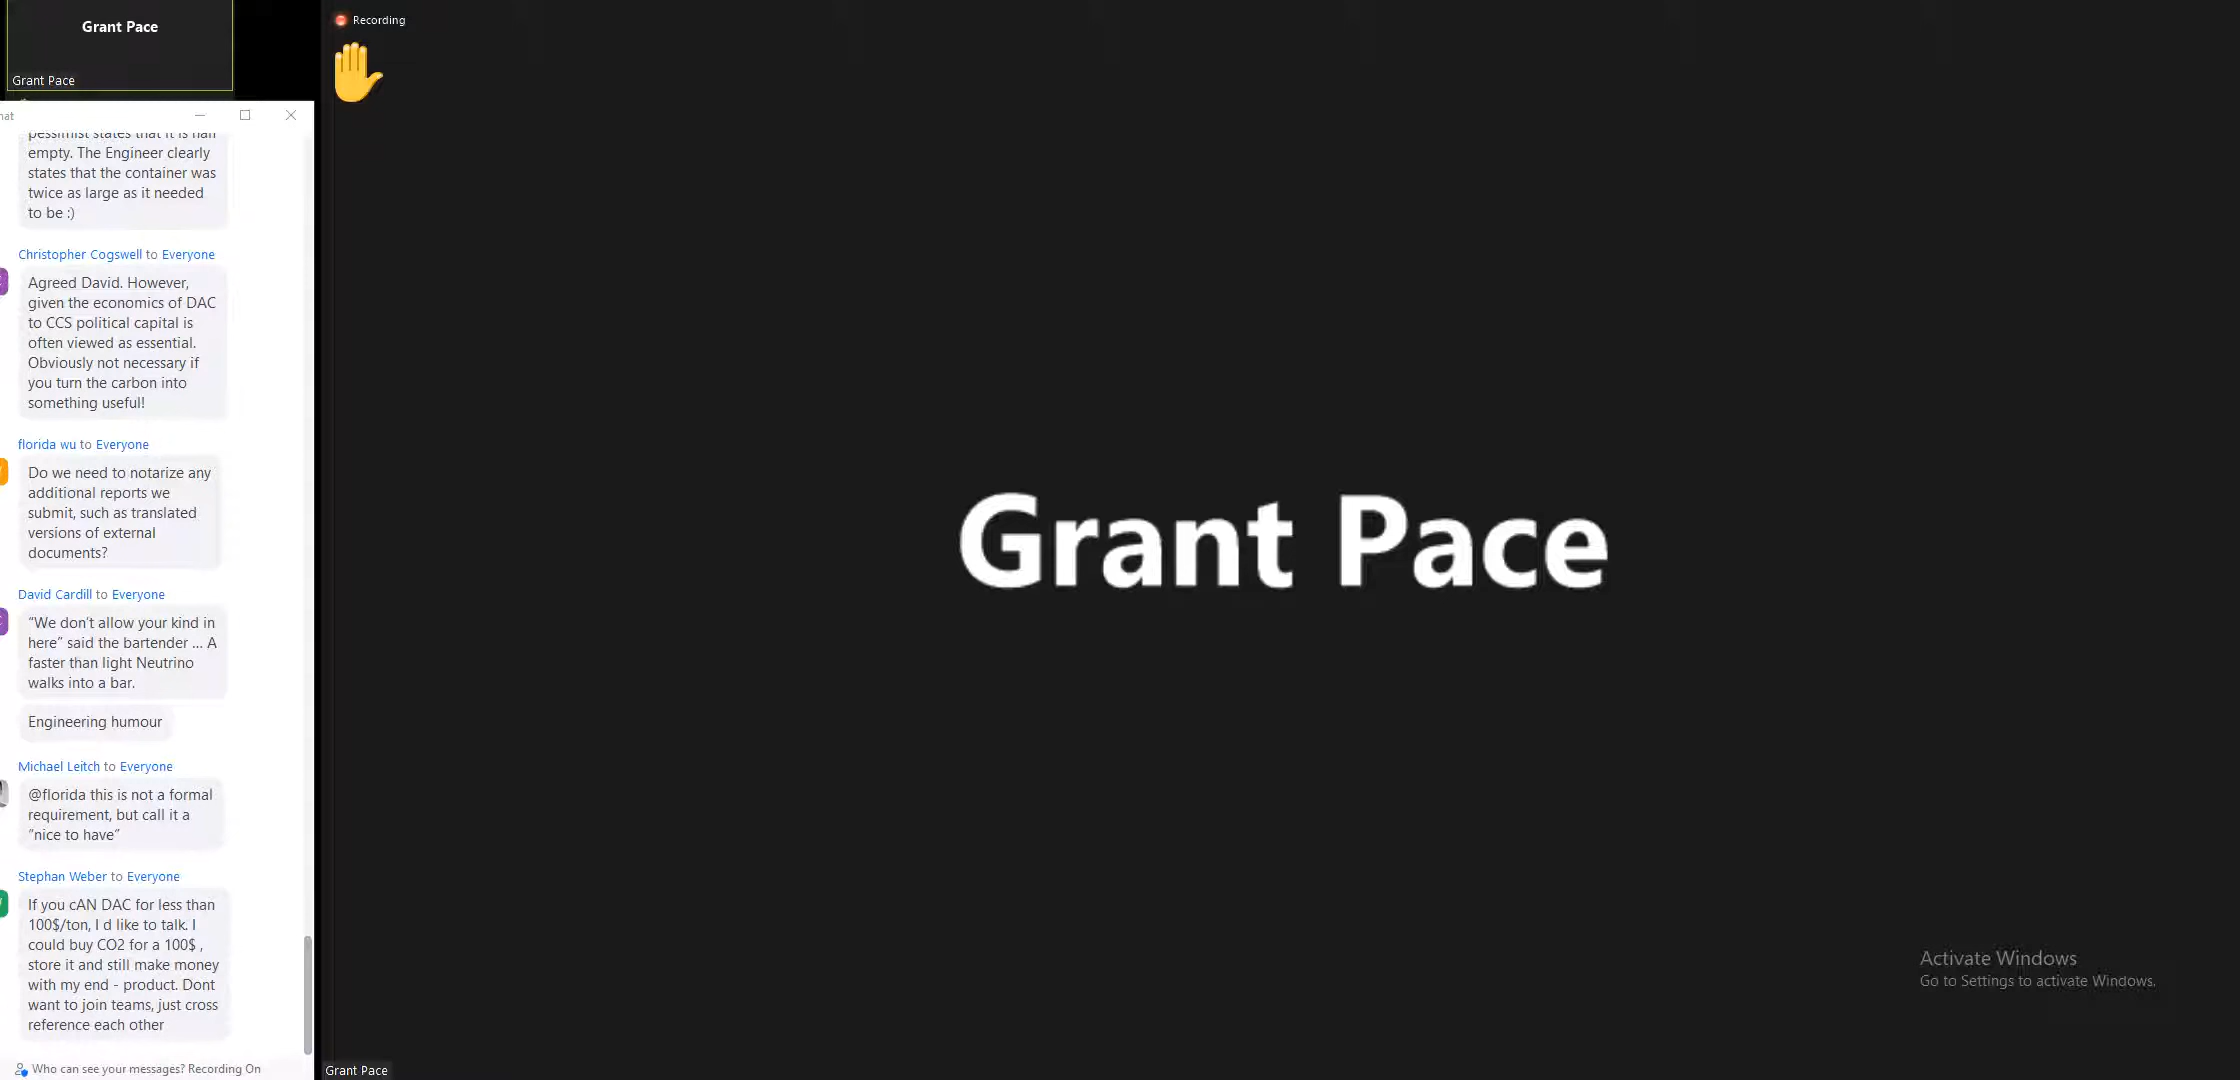 Grant Pace
Grant Pace
Recording
hat
pessimist states that it is half
empty. The Engineer clearly
states that the container was
twice as large as it needed
to be :)
Christopher Cogswell to Everyone
Agreed David. However,
given the economics of DAC
to CCS political capital is
often viewed as essential.
Obviously not necessary if
you turn the carbon into
something useful!
florida wu to Everyone
Do we need to notarize any
additional reports we
submit, such as translated
versions of external
documents?
David Cardill to Everyone
“We don’t allow your kind in
here” said the bartender ... A
faster than light Neutrino
walks into a bar.
Engineering humour
Michael Leitch to Everyone
@florida this is not a formal
requirement, but call it a
“nice to have”
Stephan Weber to Everyone
If you cAN DAC for less than
100$/ton, I d like to talk. I
could buy CO2 for a 100$ ,
store it and still make money
with my end - product. Dont
want to join teams, just cross
reference each other
Who can see your messages? Recording On
Grant Pace
Activate Windows
Go to Settings to activate Windows.
Grant Pace